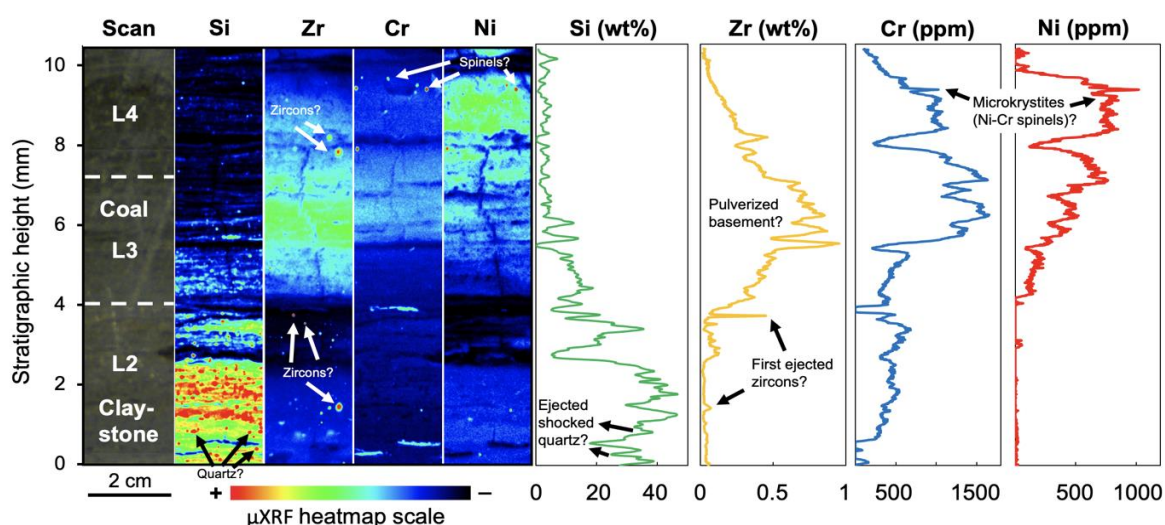 Scan Si Zr Cr Ni Si (wt%) Zr (wt%) Cr (ppm) Ni (ppm)
Stratigraphic height (mm)
10
8
6
4
2
0
L4
Coal
L3
L2
Clay-
stone
Quartz?
Zircons?
Zircons?
Spinels?
Ejected
shocked
quartz?
Pulverized
basement?
First ejected
zircons?
Microkrystites
(Ni-Cr spinels)?
0 20 40
0 0.5 1
500 1500
500 1000
2 cm
+ –
µXRF heatmap scale